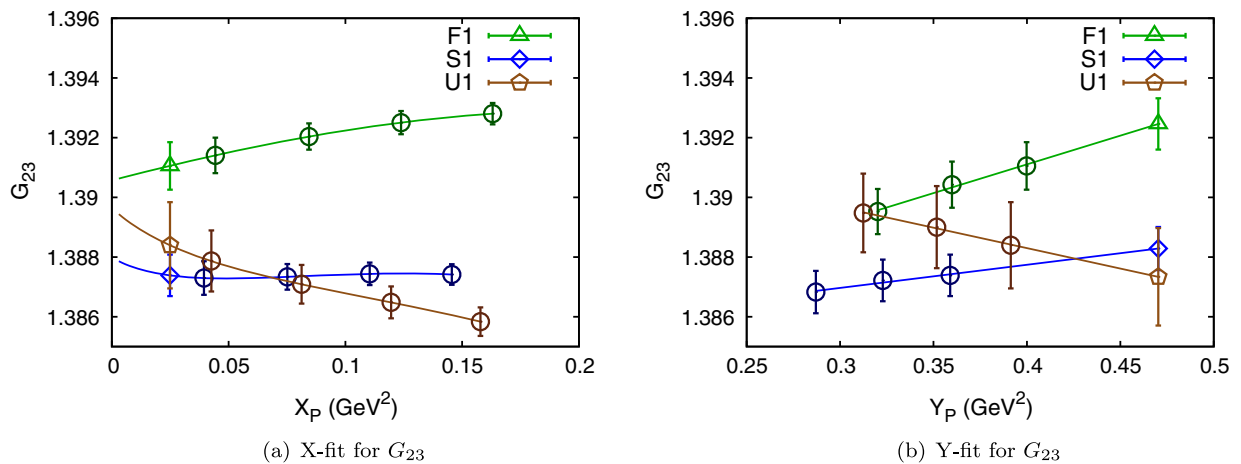 1.396
1.394
1.392
1.39
1.388
1.386
G23
F1
S1
U1
0
0.05
0.1
0.15
0.2
XP (GeV2)
(a) X-fit for G23
1.396
1.394
1.392
1.39
1.388
1.386
G23
F1
S1
U1
0.25
0.3
0.35
0.4
0.45
0.5
YP (GeV2)
(b) Y-fit for G23